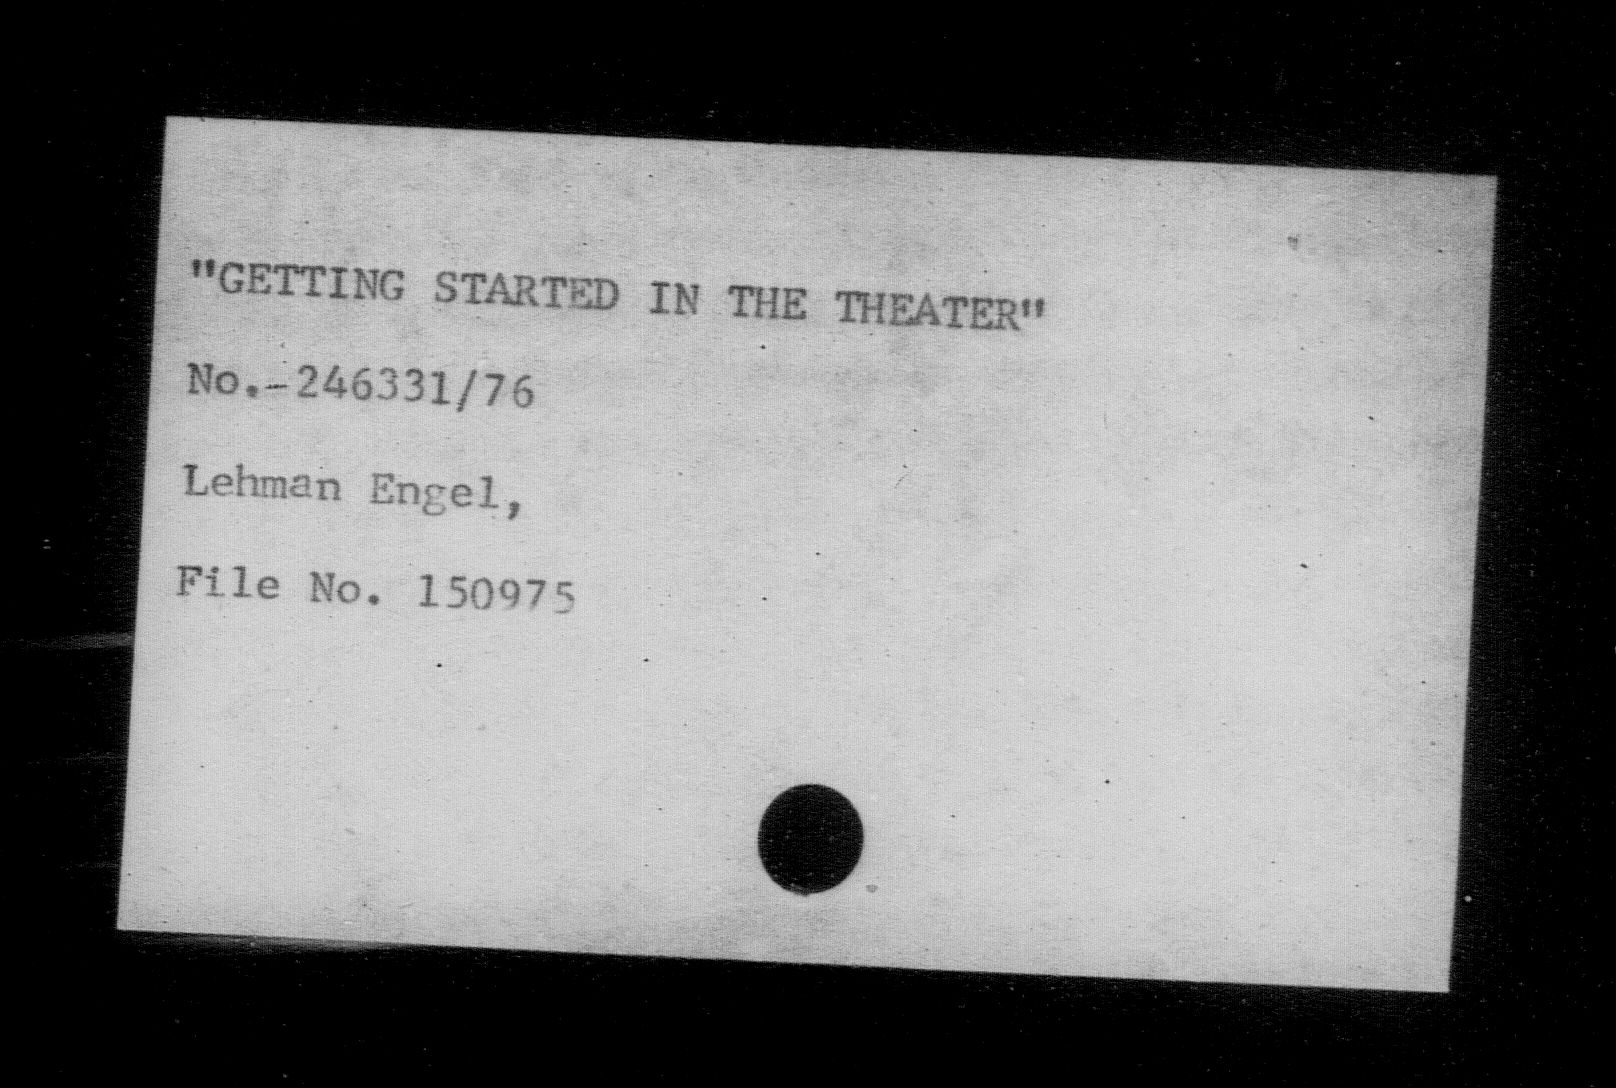 "GETTING STARTED IN THE THEATER"
No.-246331/76
Lehman Engel,
File No. 150975